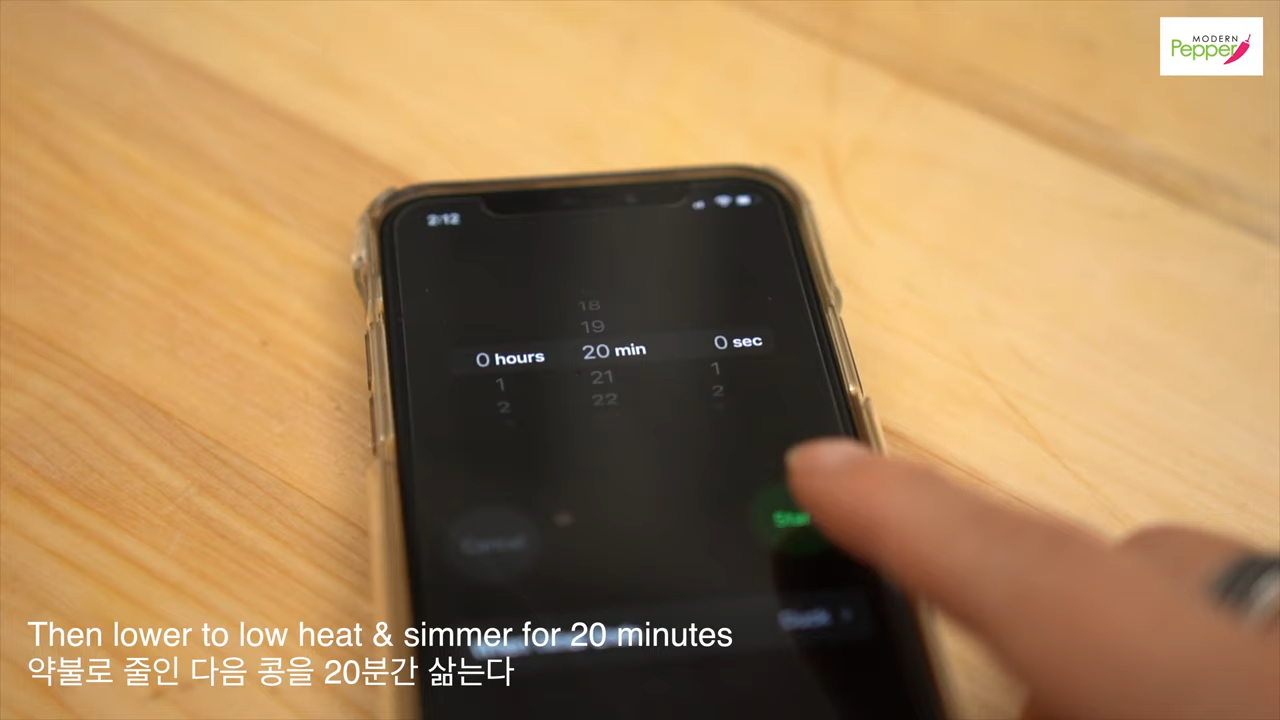 MODERN
Pepper
2:12
18
19
0 hours 20 min 0 sec
1 21 1
2 22 2
Cancel
Then lower to low heat & simmer for 20 minutes
약불로 줄인 다음 콩을 20분간 삶는다